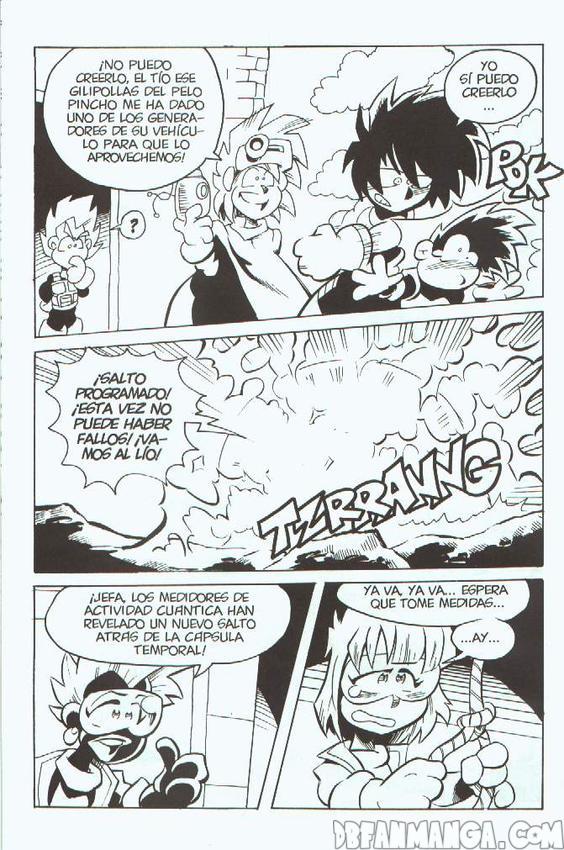 ¡NO PUEDO
CREERLO, EL TÍO ESE
GILIPOLLAS DEL PELO
PINCHO ME HA DADO
UNO DE LOS GENERA-
DORES DE SU VEHÍCU-
LO PARA QUE LO
APROVECHENOS!
YO
SÍ PUEDO
CREERLO
...
POK
?
¡SALTO
PROGRAMADO!
¡ESTA VEZ NO
PUEDE HABER
FALLOS! ¡VA-
MOS AL LÍO!
TZRRAWNG
¡JEFA, LOS MEDIDORES DE
ACTIVIDAD CUÁNTICA HAN
REVELADO UN NUEVO SALTO
ATRÁS DE LA CÁPSULA
TEMPORAL!
YA VA, YA VA... ESPERA
QUE TOME MEDIDAS...
...AY...
DBFANMANGA.COM